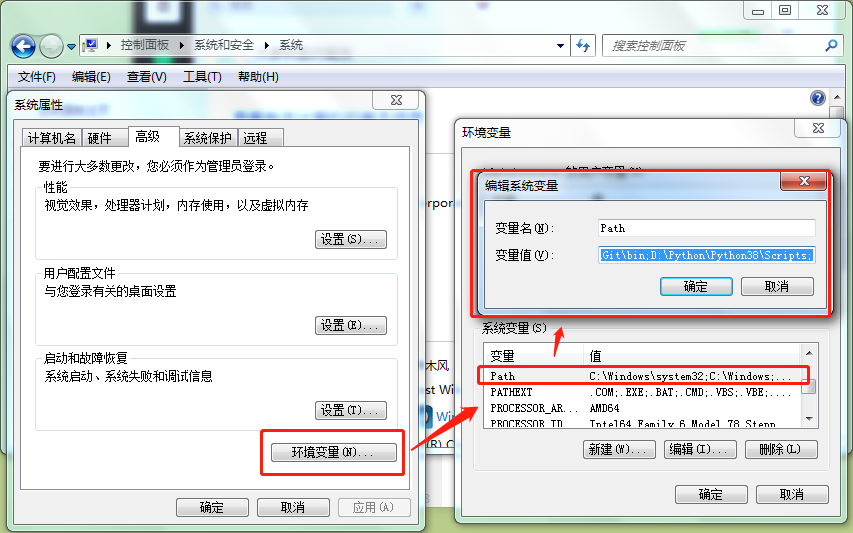 控制面板 ▸ 系统和安全 ▸ 系统
搜索控制面板
文件(F) 编辑(E) 查看(V) 工具(T) 帮助(H)
系统属性
计算机名 硬件 高级 系统保护 远程
要进行大多数更改，您必须作为管理员登录。
性能
视觉效果，处理器计划，内存使用，以及虚拟内存
设置(S)...
用户配置文件
与您登录有关的桌面设置
设置(E)...
启动和故障恢复
系统启动、系统失败和调试信息
设置(T)...
环境变量(N)...
确定 取消 应用(A)
orpor
木风
st Wi
Win
(R) C
环境变量
编辑系统变量
变量名(N): Path
变量值(V): Git\bin;D:\Python\Python38\Scripts;
确定 取消
系统变量(S)
变量 值
Path C:\Windows\system32;C:\Windows;...
PATHEXT .COM;.EXE;.BAT;.CMD;.VBS;.VBE;....
PROCESSOR_AR... AMD64
PROCESSOR_ID Intel64 Family 6 Model 78 Stepp
新建(W)... 编辑(I)... 删除(L)
确定 取消